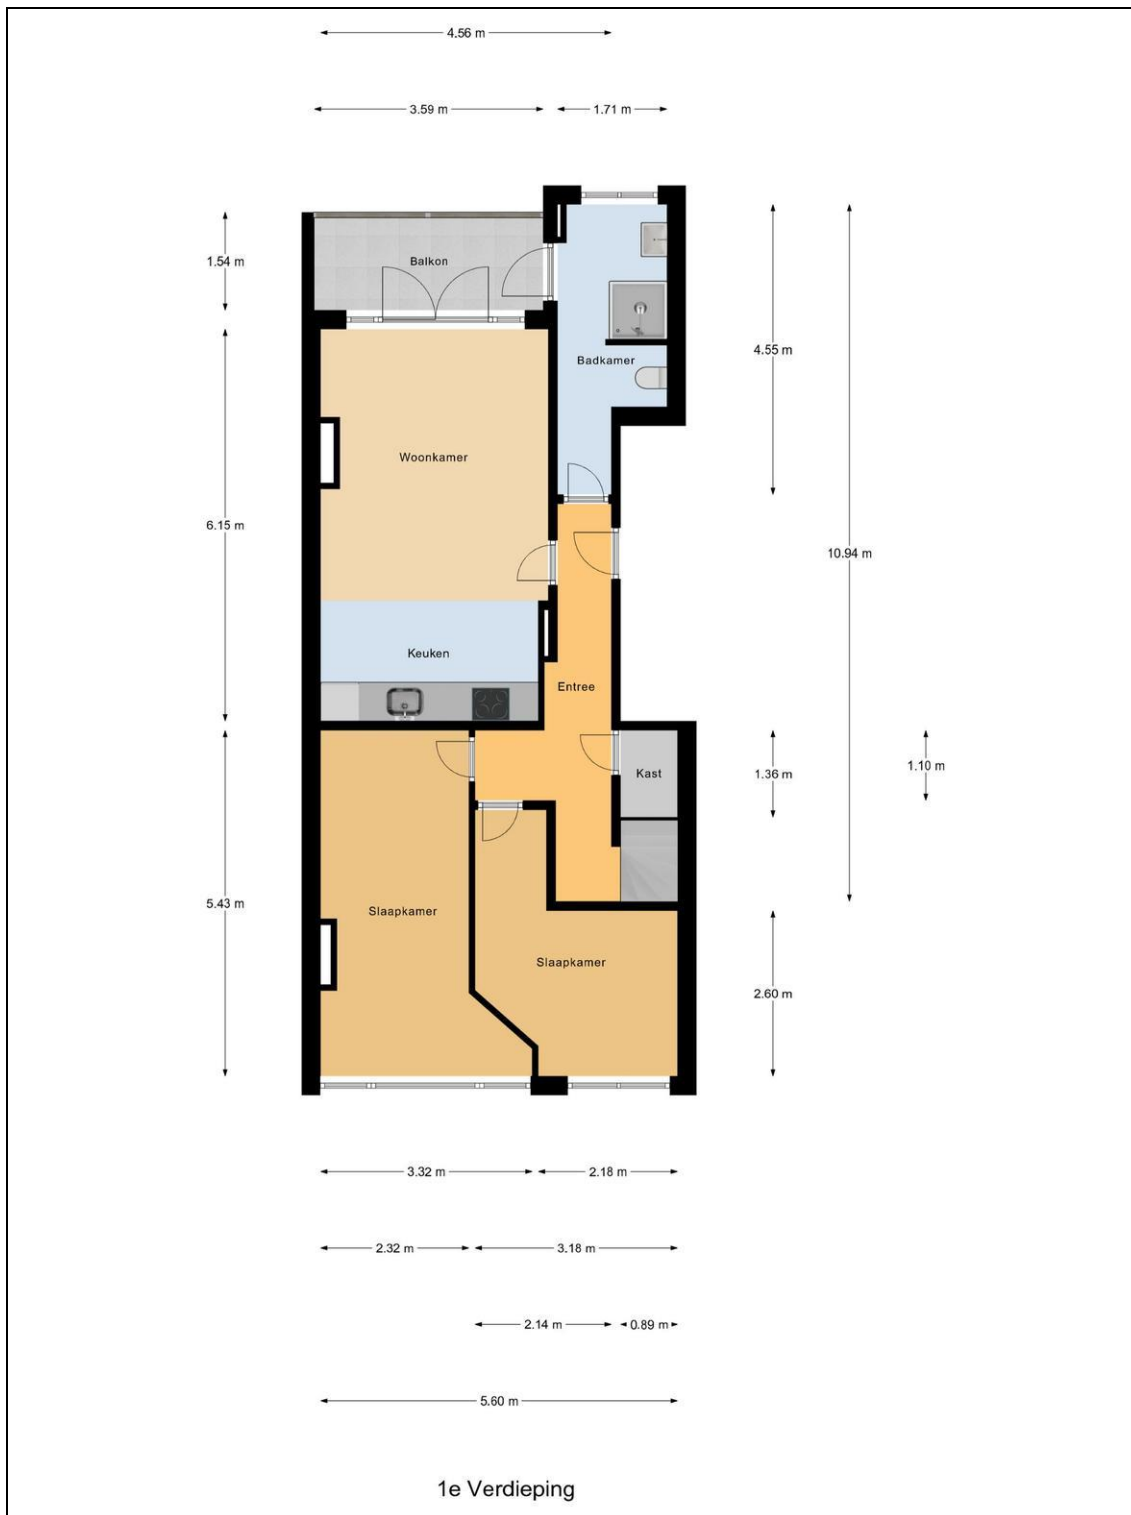 4.56 m
3.59 m
1.71 m
1.54 m
Balkon
4.55 m
Badkamer
Woonkamer
6.15 m
10.94 m
Keuken
Entree
1.36 m
1.10 m
Kast
5.43 m
Slaapkamer
Slaapkamer
2.60 m
3.32 m
2.18 m
2.32 m
3.18 m
2.14 m
0.89 m
5.60 m
1e Verdieping